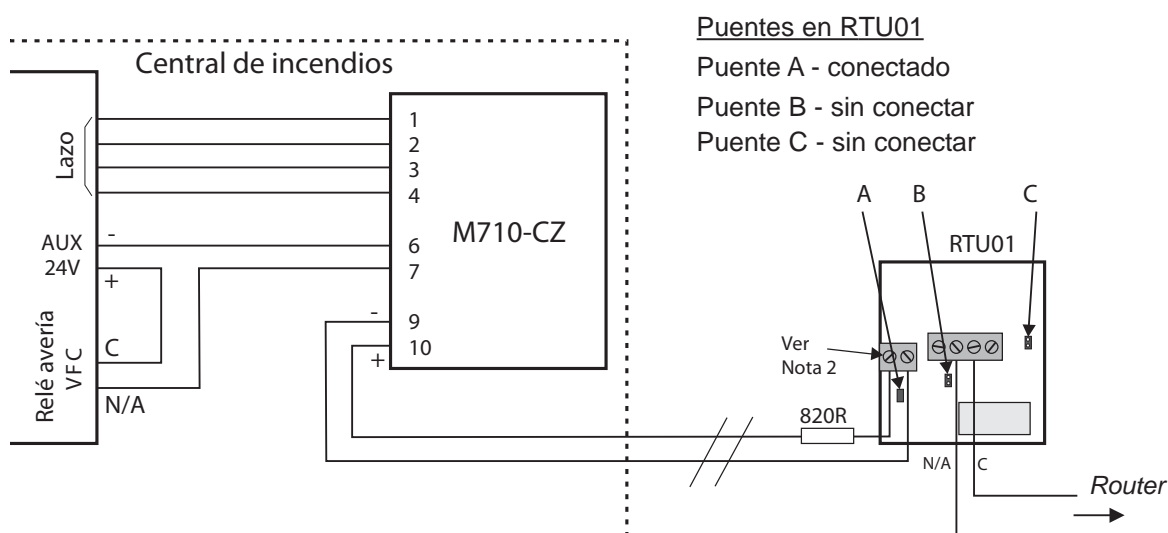 Puentes en RTU01
Puente A - conectado
Puente B - sin conectar
Puente C - sin conectar
Central de incendios
Lazo
1
2
3
4
M710-CZ
AUX
24V
-
+
6
7
Relé avería
VFC
C
N/A
-
9
10
+
A
B
C
RTU01
Ver
Nota 2
820R
N/A
C
Router